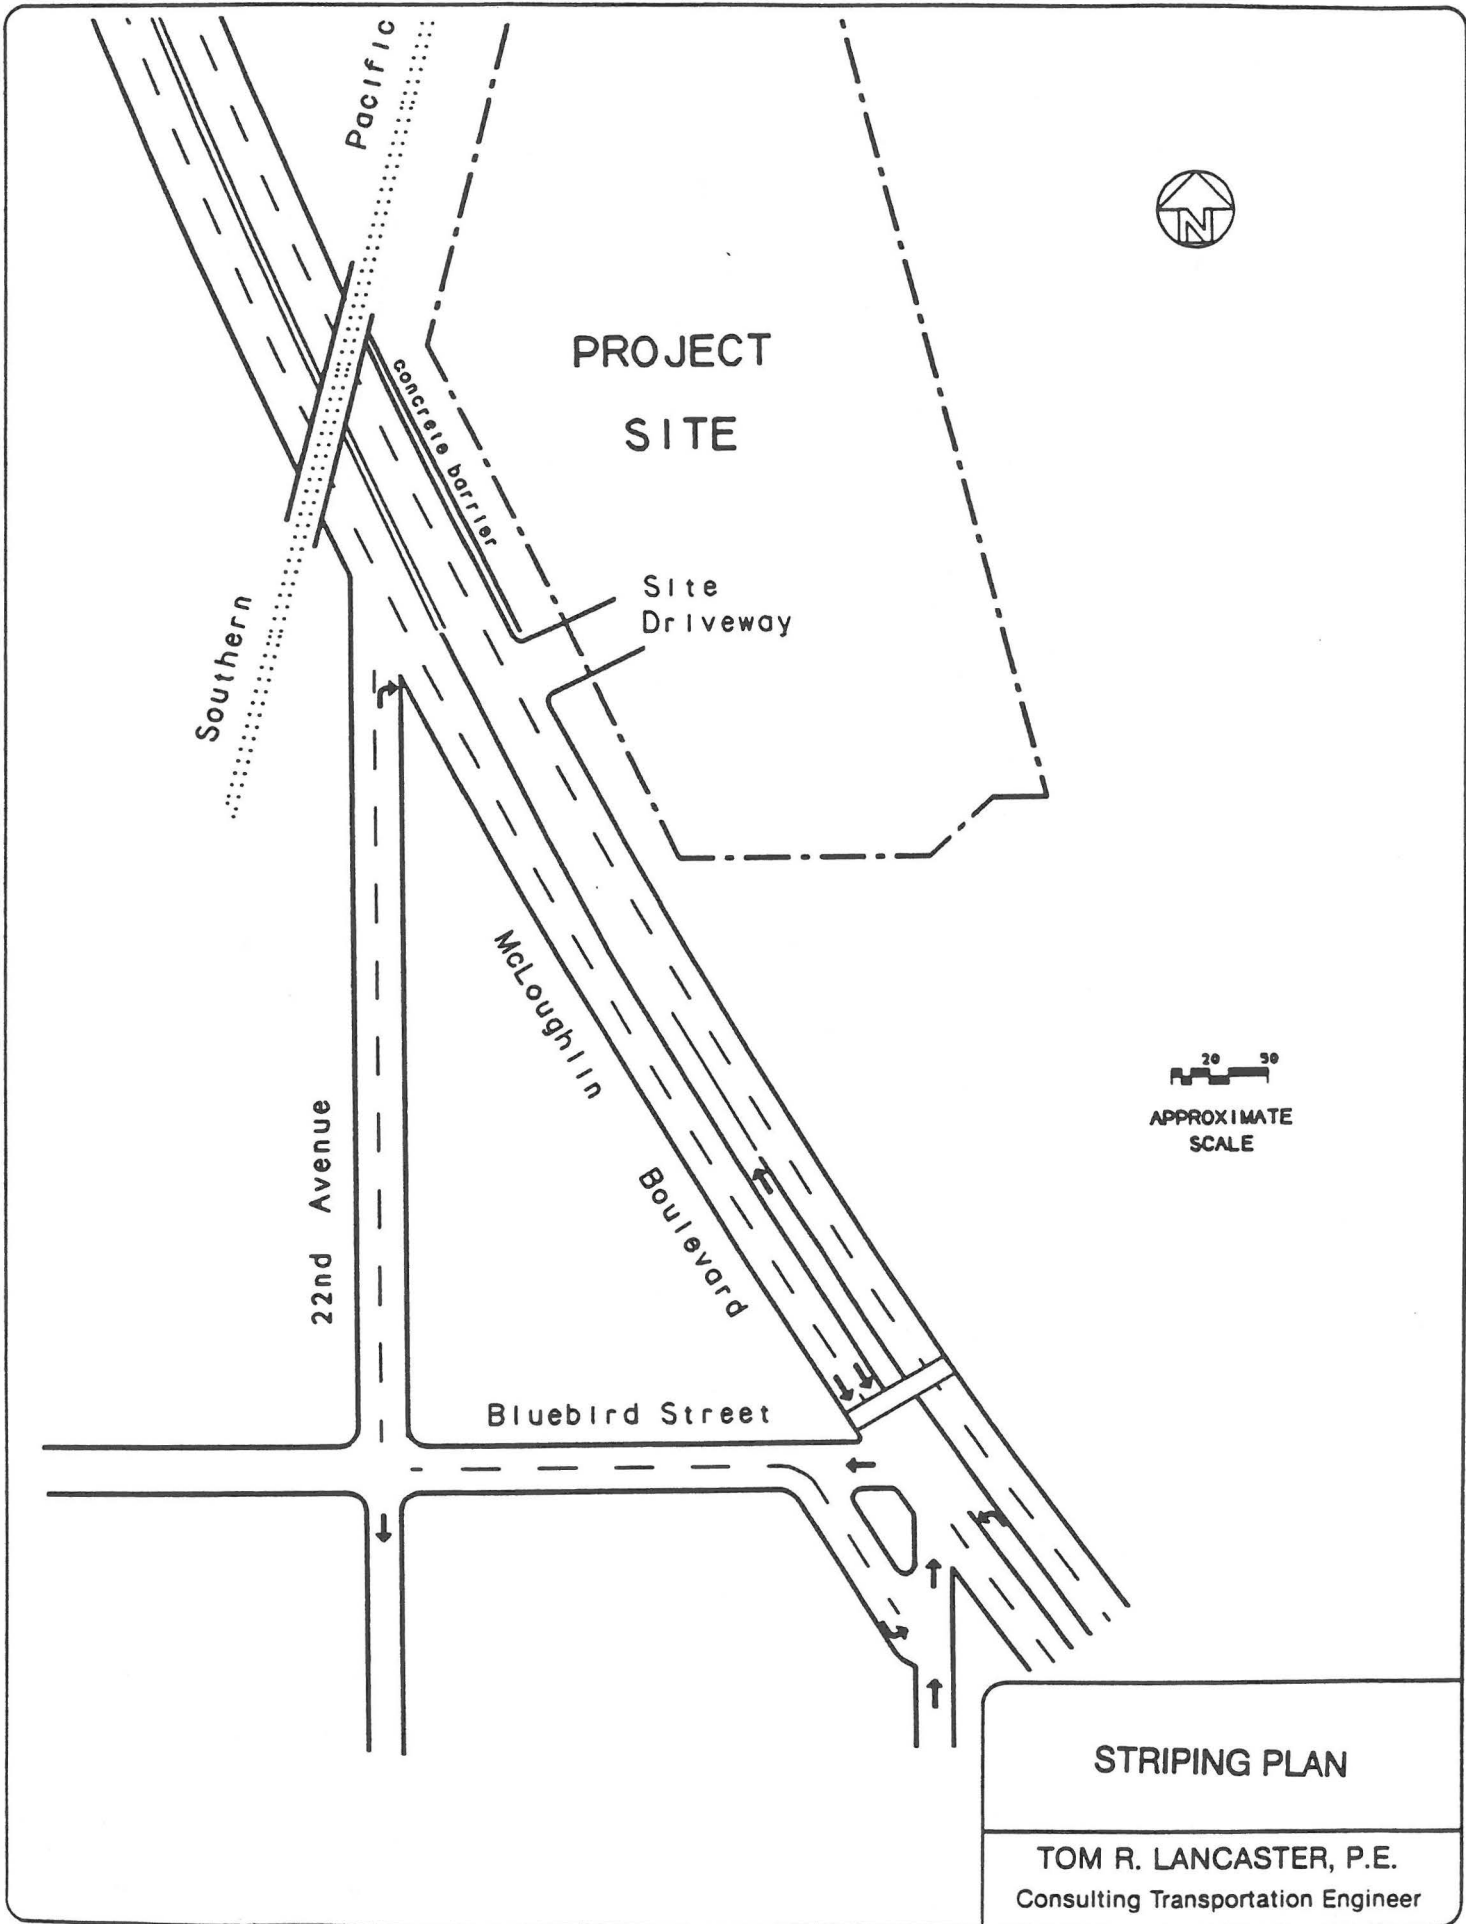 Pacific
N
PROJECT
SITE
concrete barrier
Site
Driveway
Southern
McLoughlin
Boulevard
20 50
APPROXIMATE
SCALE
22nd Avenue
Bluebird Street
STRIPING PLAN
TOM R. LANCASTER, P.E.
Consulting Transportation Engineer